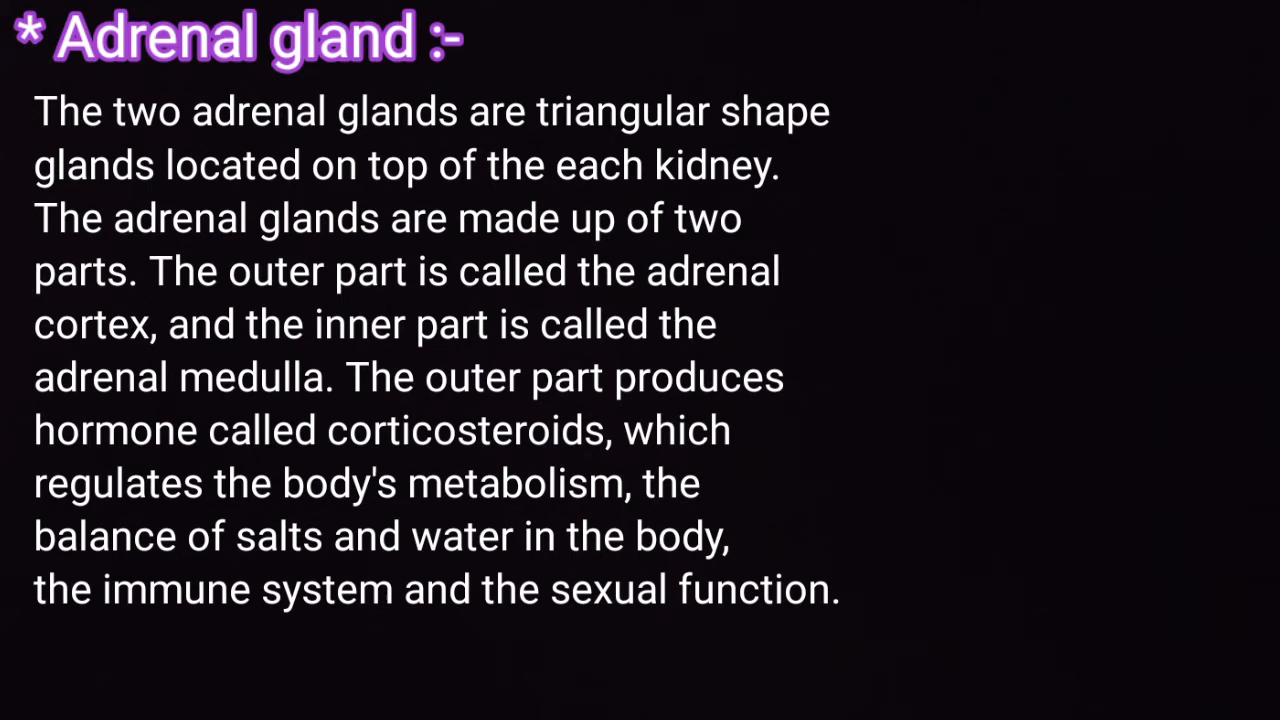 * Adrenal gland :-
The two adrenal glands are triangular shape
glands located on top of the each kidney.
The adrenal glands are made up of two
parts. The outer part is called the adrenal
cortex, and the inner part is called the
adrenal medulla. The outer part produces
hormone called corticosteroids, which
regulates the body's metabolism, the
balance of salts and water in the body,
the immune system and the sexual function.